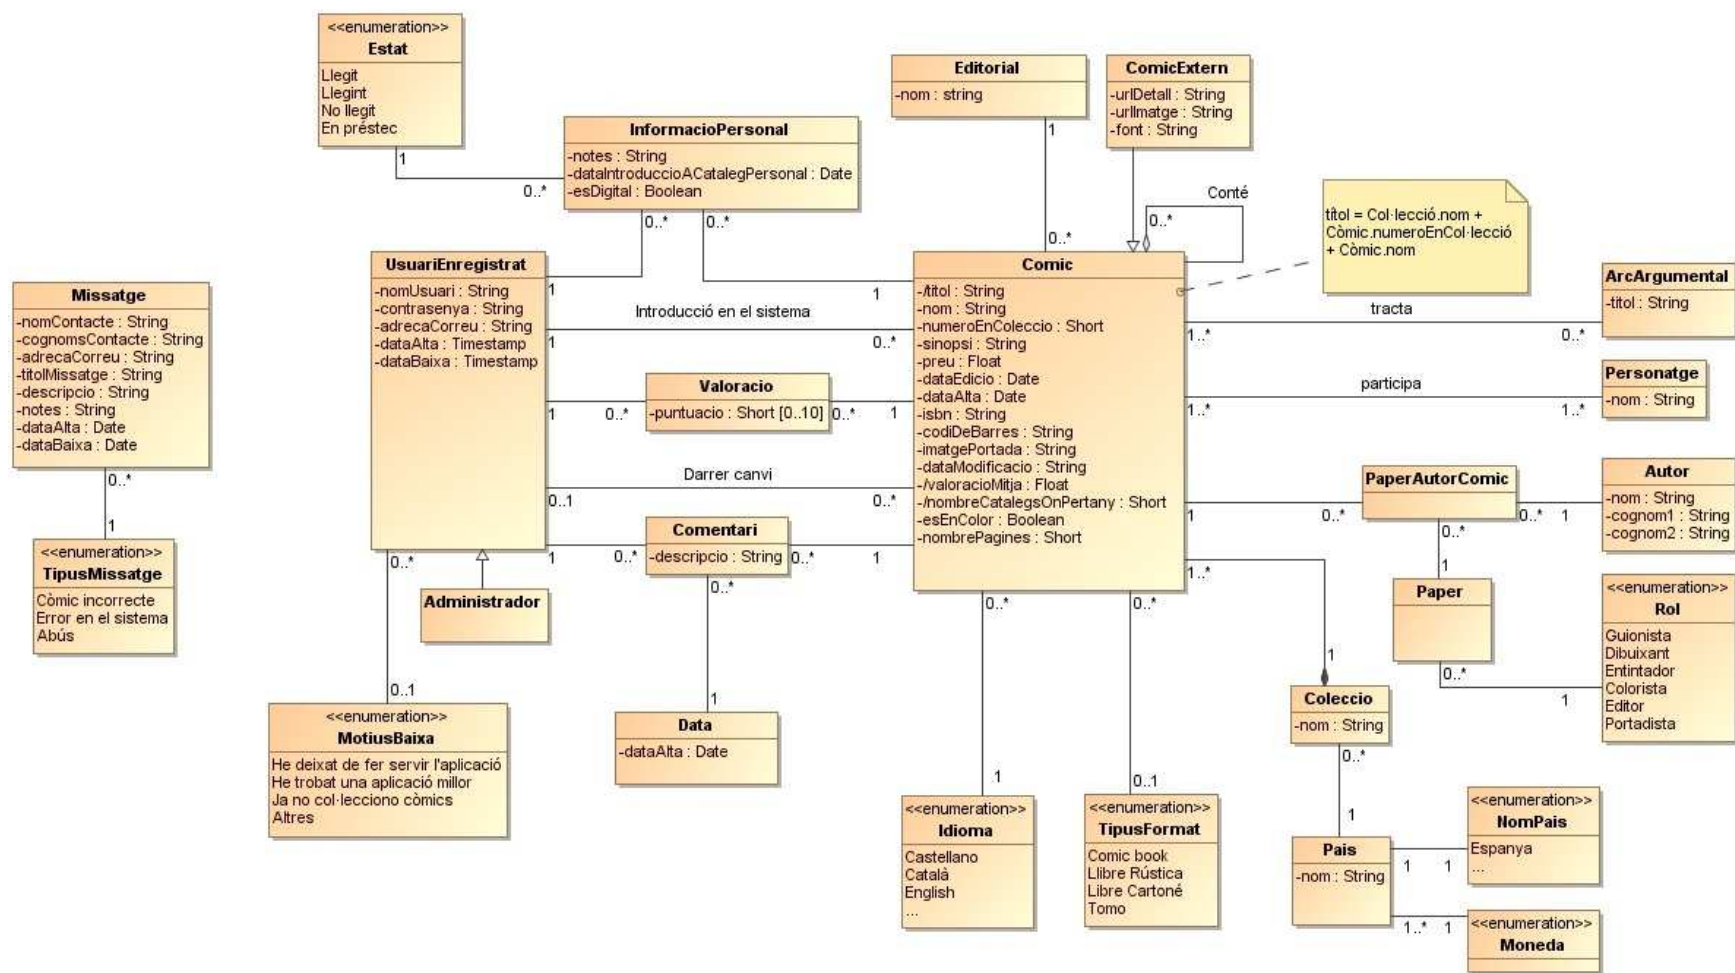 <<enumeration>>
Estat
Llegit
Llegint
No llegit
En préstec
1
0..*
InformacioPersonal
-notes : String
-dataIntroduccioACatalegPersonal : Date
-esDigital : Boolean
0..*
0..*
Editorial
-nom : string
1
0..*
ComicExtern
-urlDetall : String
-urlImatge : String
-font : String
Conté
0..*
títol = Col·lecció.nom +
Còmic.numeroEnCol·lecció
+ Còmic.nom
Missatge
-nomContacte : String
-cognomsContacte : String
-adrecaCorreu : String
-titolMissatge : String
-descripcio : String
-notes : String
-dataAlta : Date
-dataBaixa : Date
0..*
1
<<enumeration>>
TipusMissatge
Còmic incorrecte
Error en el sistema
Abús
UsuariEnregistrat
-nomUsuari : String
-contrasenya : String
-adrecaCorreu : String
-dataAlta : Timestamp
-dataBaixa : Timestamp
1
1
Introducció en el sistema
1
0..*
Valoracio
-puntuacio : Short [0..10]
1
0..*
0..*
1
Darrer canvi
0..1
0..*
Comentari
-descripcio : String
1
0..*
0..*
1
0..*
1
Data
-dataAlta : Date
Administrador
0..*
0..1
<<enumeration>>
MotiusBaixa
He deixat de fer servir l'aplicació
He trobat una aplicació millor
Ja no col·lecciono còmics
Altres
Comic
-/titol : String
-nom : String
-numeroEnColeccio : Short
-sinopsi : String
-preu : Float
-dataEdicio : Date
-dataAlta : Date
-isbn : String
-codiDeBarres : String
-imatgePortada : String
-dataModificacio : String
-/valoracioMitja : Float
-/nombreCatalegsOnPertany : Short
-esEnColor : Boolean
-nombrePagines : Short
0..*
1
<<enumeration>>
Idioma
Castellano
Català
English
...
0..*
0..1
<<enumeration>>
TipusFormat
Comic book
Llibre Rústica
Libre Cartoné
Tomo
ArcArgumental
-titol : String
tracta
1..*
0..*
Personatge
-nom : String
participa
1..*
1..*
PaperAutorComic
1
0..*
0..*
1
Autor
-nom : String
-cognom1 : String
-cognom2 : String
0..*
1
Paper
0..*
1
<<enumeration>>
Rol
Guionista
Dibuixant
Entintador
Colorista
Editor
Portadista
1..*
1
Coleccio
-nom : String
0..*
1
Pais
-nom : String
1
1
<<enumeration>>
NomPais
Espanya
...
1..*
1
<<enumeration>>
Moneda